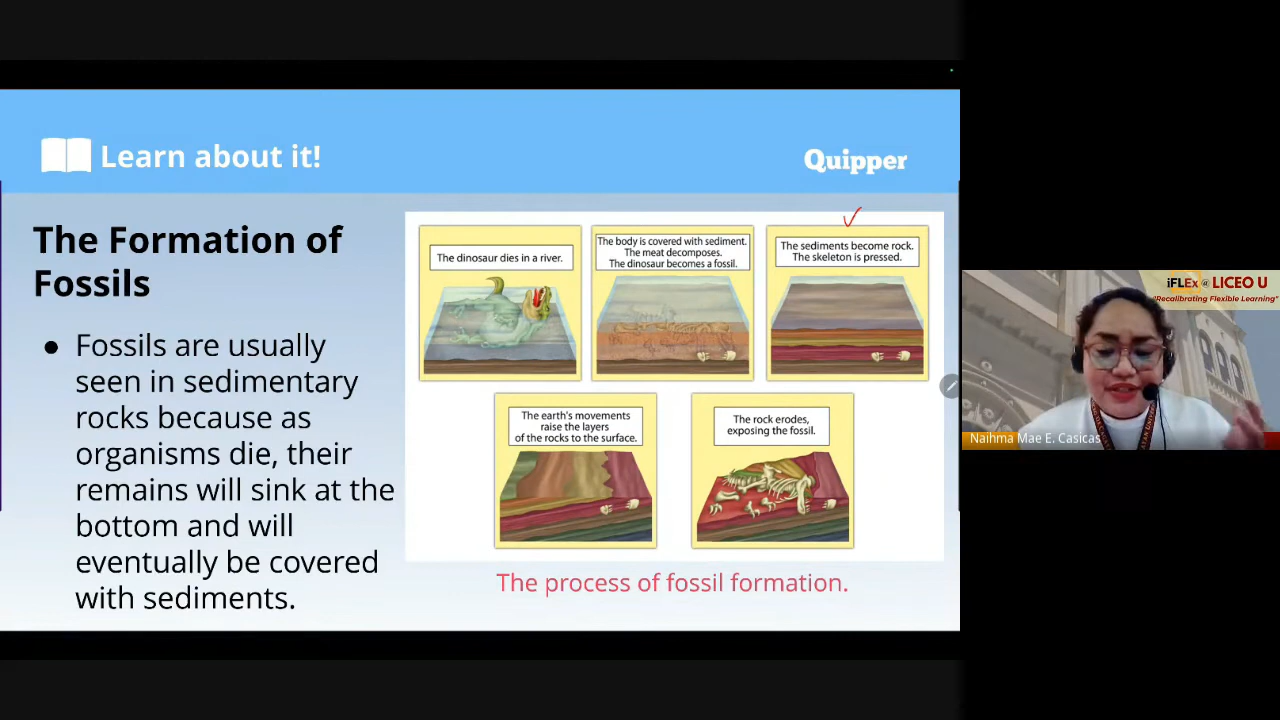 Learn about it!
Quipper
The Formation of
Fossils
● Fossils are usually
seen in sedimentary
rocks because as
organisms die, their
remains will sink at the
bottom and will
eventually be covered
with sediments.
The dinosaur dies in a river.
The body is covered with sediment.
The meat decomposes.
The dinosaur becomes a fossil.
The sediments become rock.
The skeleton is pressed.
The earth's movements
raise the layers
of the rocks to the surface.
The rock erodes,
exposing the fossil.
The process of fossil formation.
iFLEx @ LICEO U
"Recalibrating Flexible Learning"
Naihma Mae E. Casicas